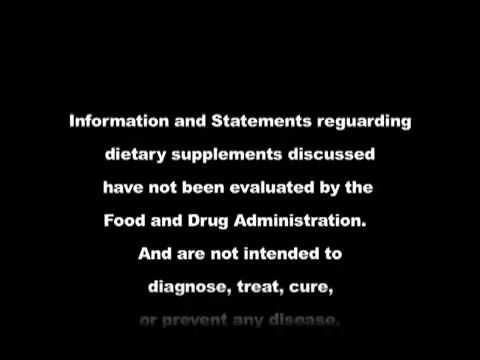 Information and Statements reguarding
dietary supplements discussed
have not been evaluated by the
Food and Drug Administration.
And are not intended to
diagnose, treat, cure,
or prevent any disease.